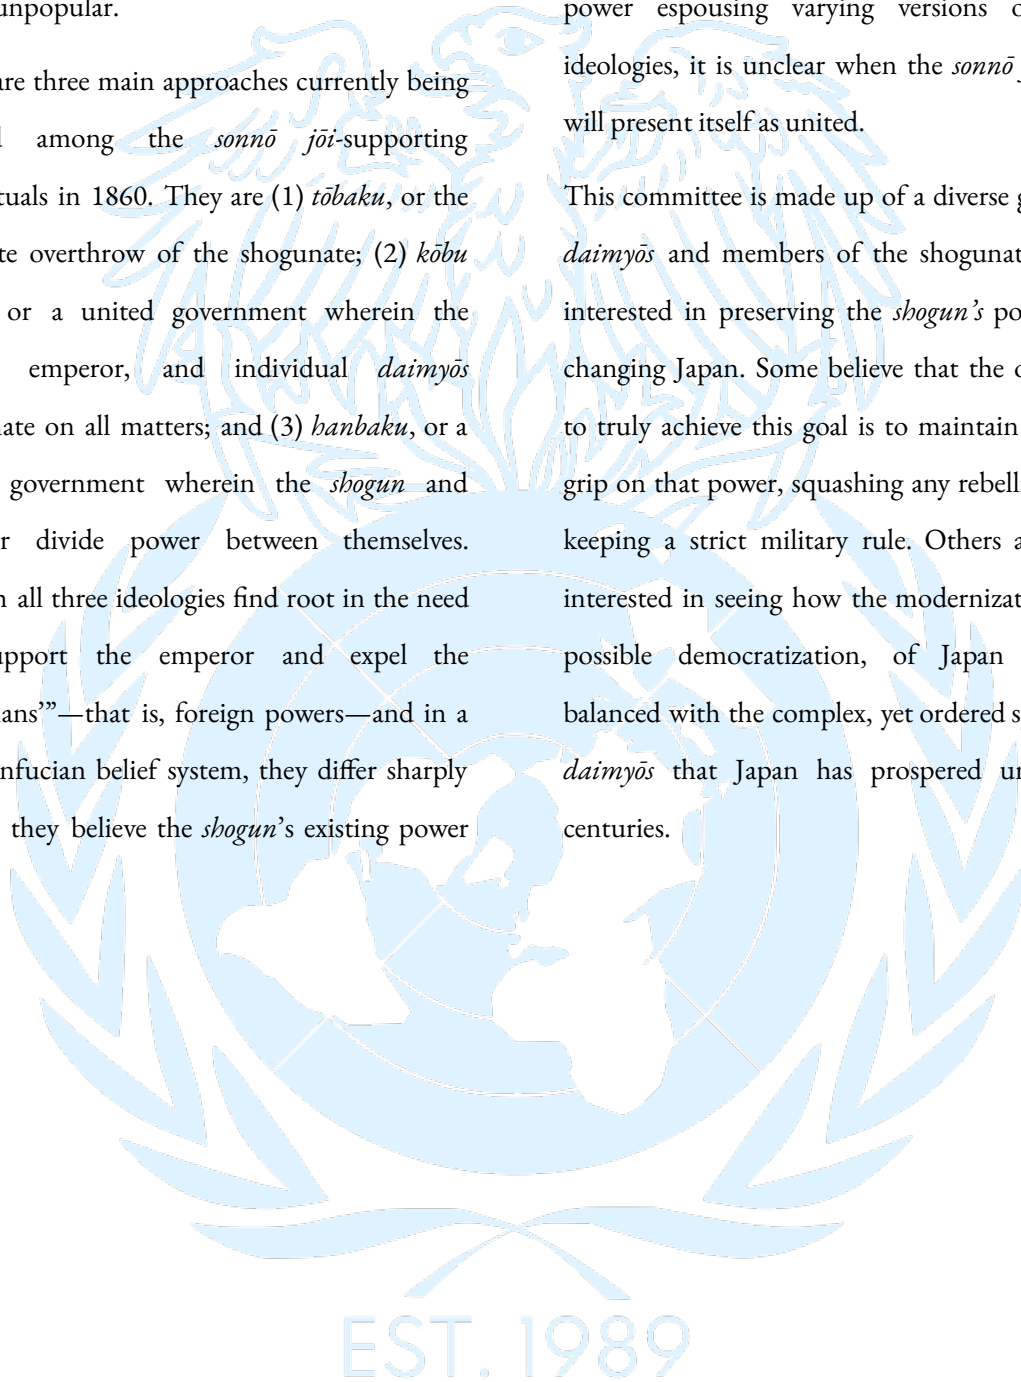 unpopular.
are three main approaches currently being
among the sonnō jōi-supporting
tuals in 1860. They are (1) tōbaku, or the
te overthrow of the shogunate; (2) kōbu
or a united government wherein the
emperor, and individual daimyōs
nate on all matters; and (3) hanbaku, or a
government wherein the shogun and
r divide power between themselves.
n all three ideologies find root in the need
upport the emperor and expel the
ans’”—that is, foreign powers—and in a
nfucian belief system, they differ sharply
they believe the shogun’s existing power
power espousing varying versions o
ideologies, it is unclear when the sonnō
will present itself as united.
This committee is made up of a diverse g
daimyōs and members of the shogunat
interested in preserving the shogun’s po
changing Japan. Some believe that the o
to truly achieve this goal is to maintain
grip on that power, squashing any rebelli
keeping a strict military rule. Others a
interested in seeing how the modernizat
possible democratization, of Japan
balanced with the complex, yet ordered s
daimyōs that Japan has prospered un
centuries.
EST. 1989